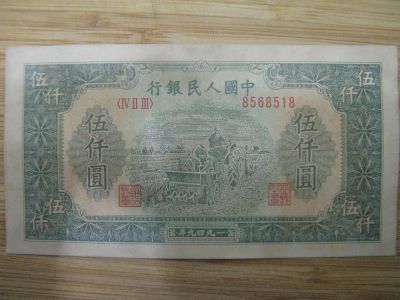 中國人民銀行
伍仟
伍仟
〈IV II III〉
8568518
伍仟圓
伍仟圓
伍仟
伍仟
一九四九年